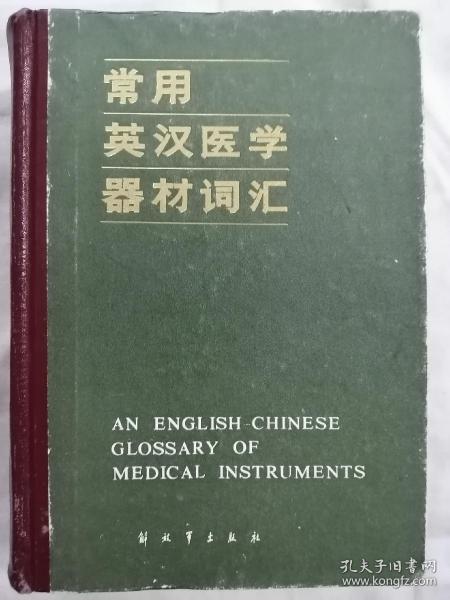 常用
英汉医学
器材词汇
AN ENGLISH-CHINESE
GLOSSARY OF
MEDICAL INSTRUMENTS
解放军出版社
孔夫子旧书网
www.kongfz.com